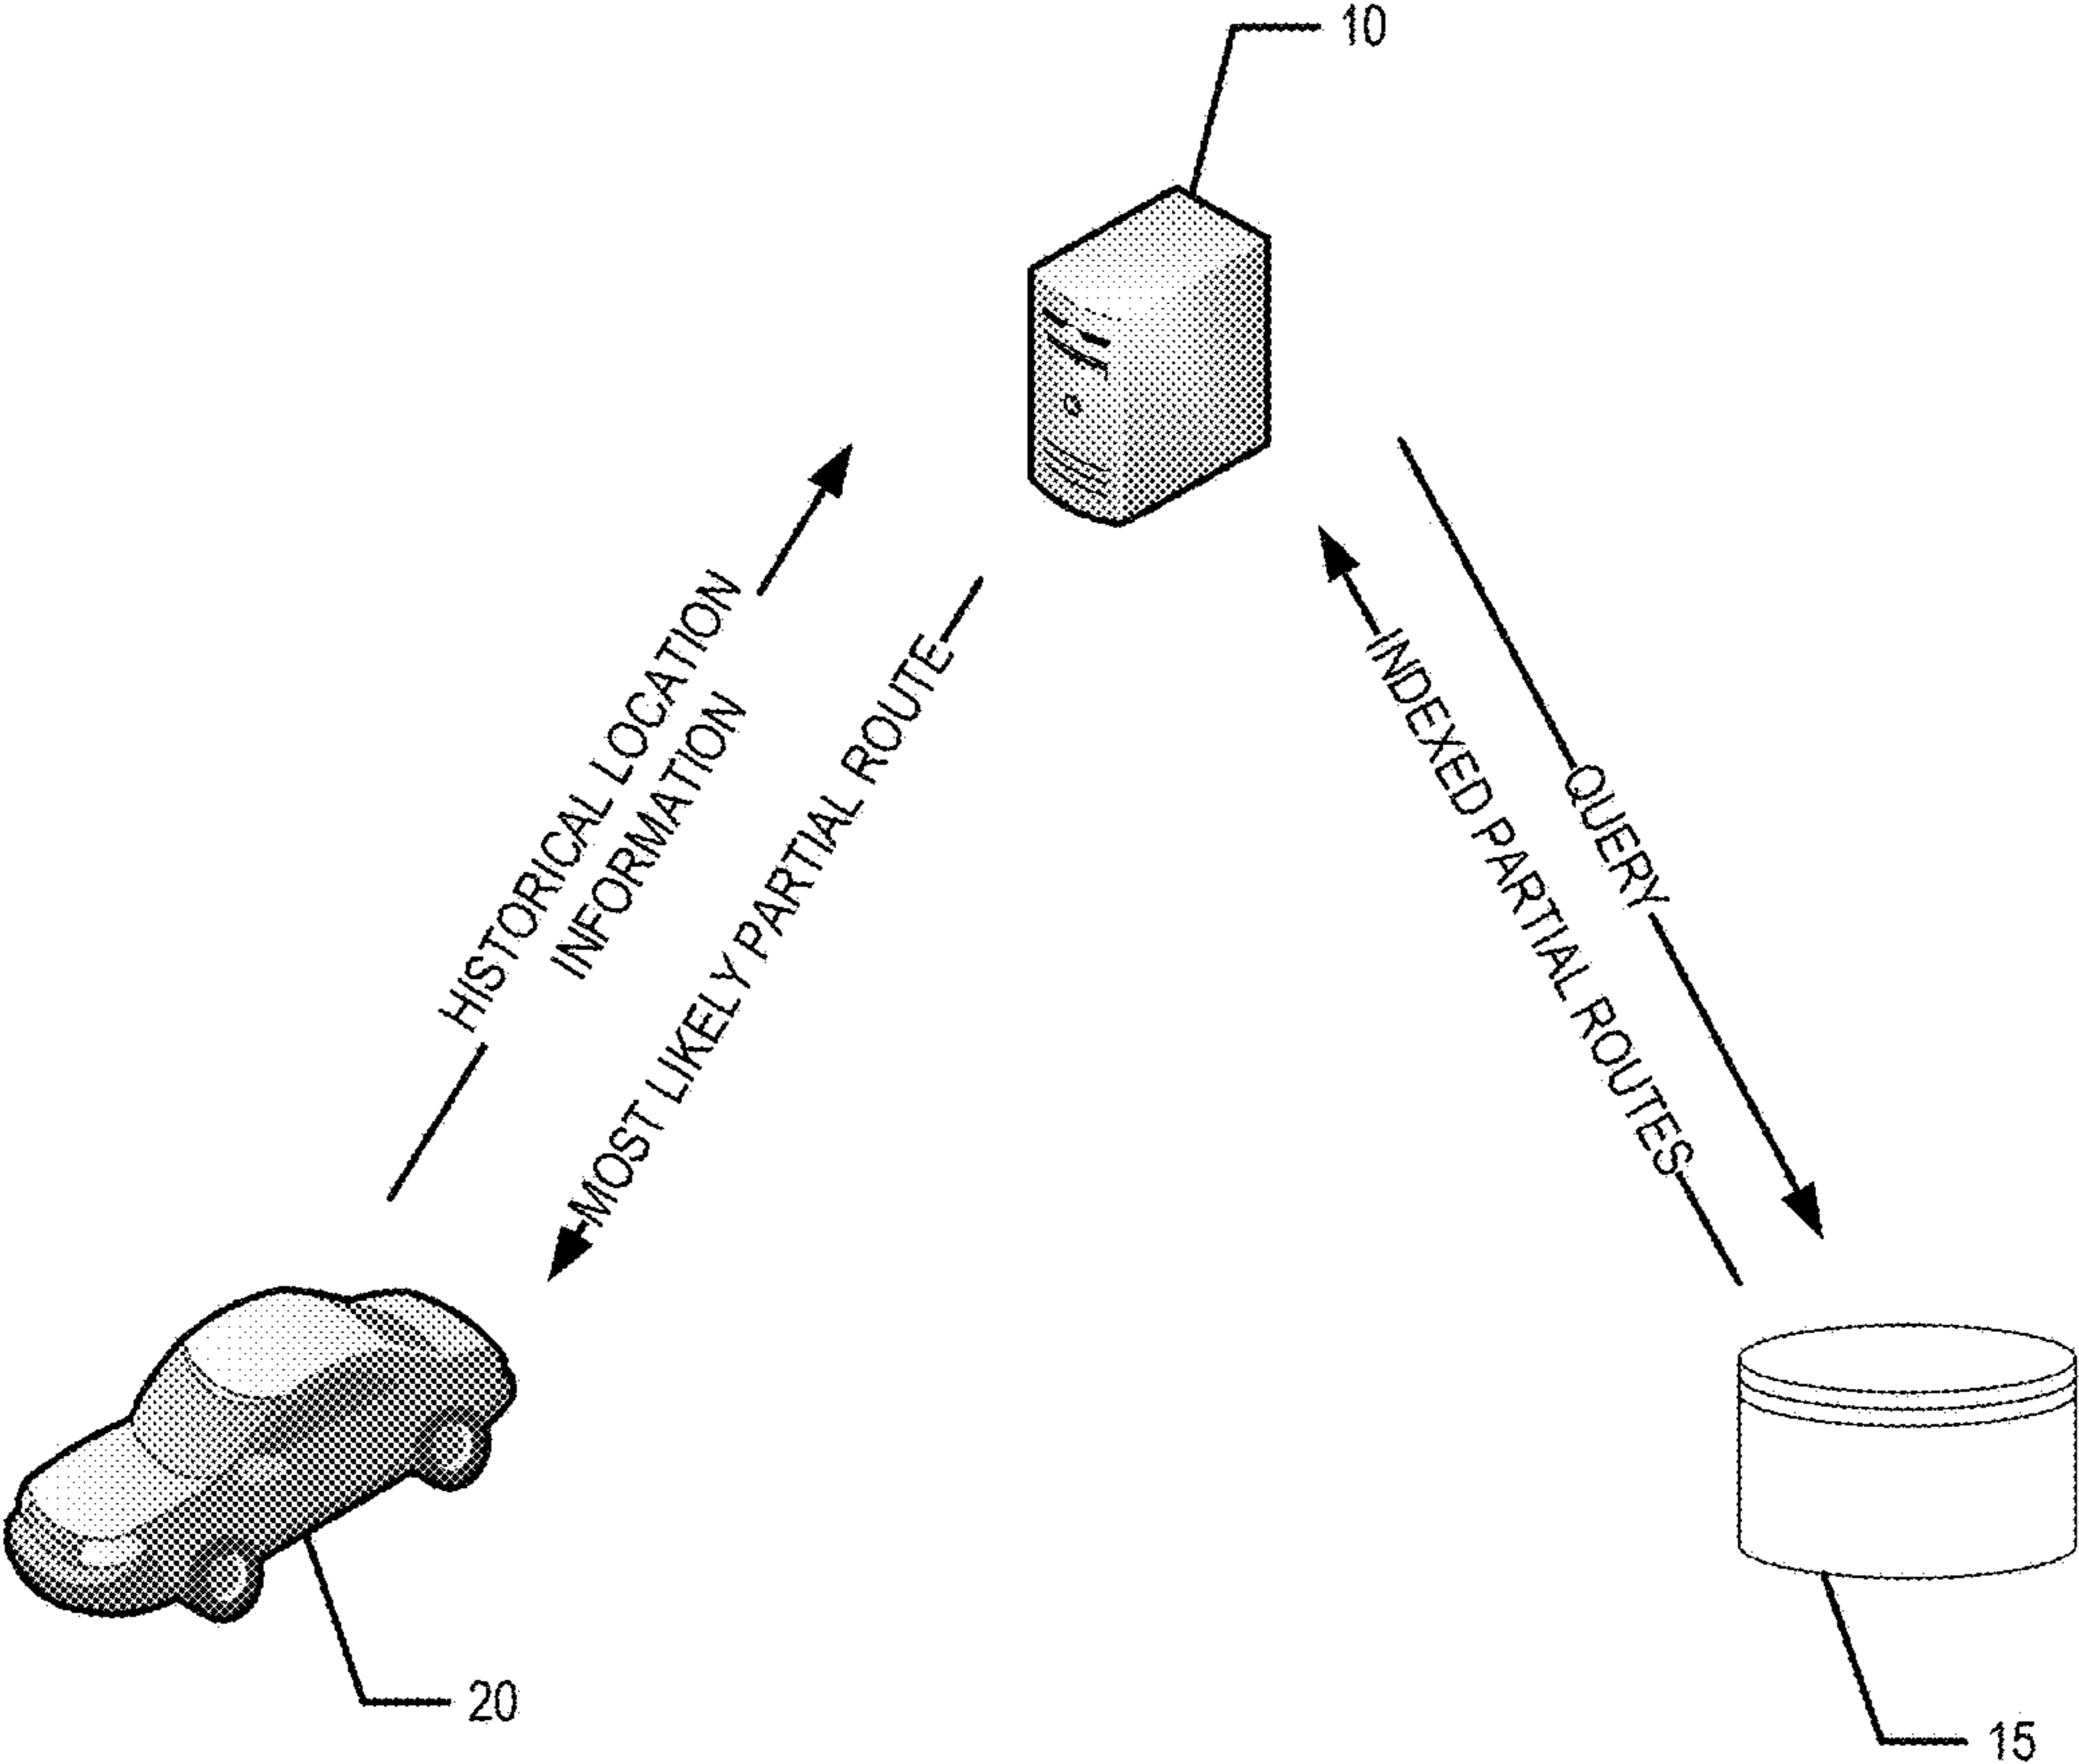 10
HISTORICAL LOCATION
INFORMATION
MOST LIKELY PARTIAL ROUTE
INDEXED PARTIAL ROUTES
QUERY
20
15